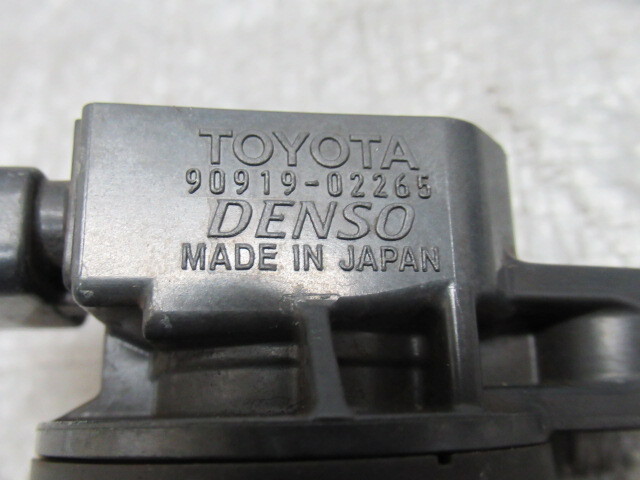 TOYOTA
90919-02265
DENSO
MADE IN JAPAN